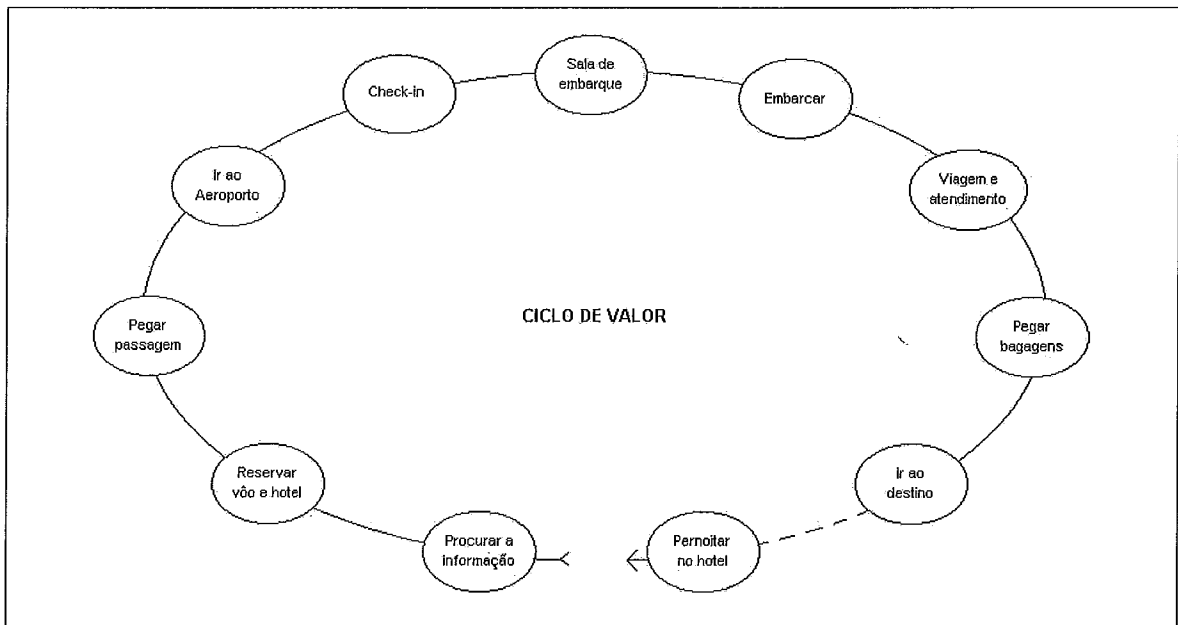 Sala de
embarque
Check-in
Embarcar
Ir ao
Aeroporto
Viagem e
atendimento
CICLO DE VALOR
Pegar
passagem
Pegar
bagagens
Reservar
vôo e hotel
Ir ao
destino
Procurar a
informação
Pernoitar
no hotel